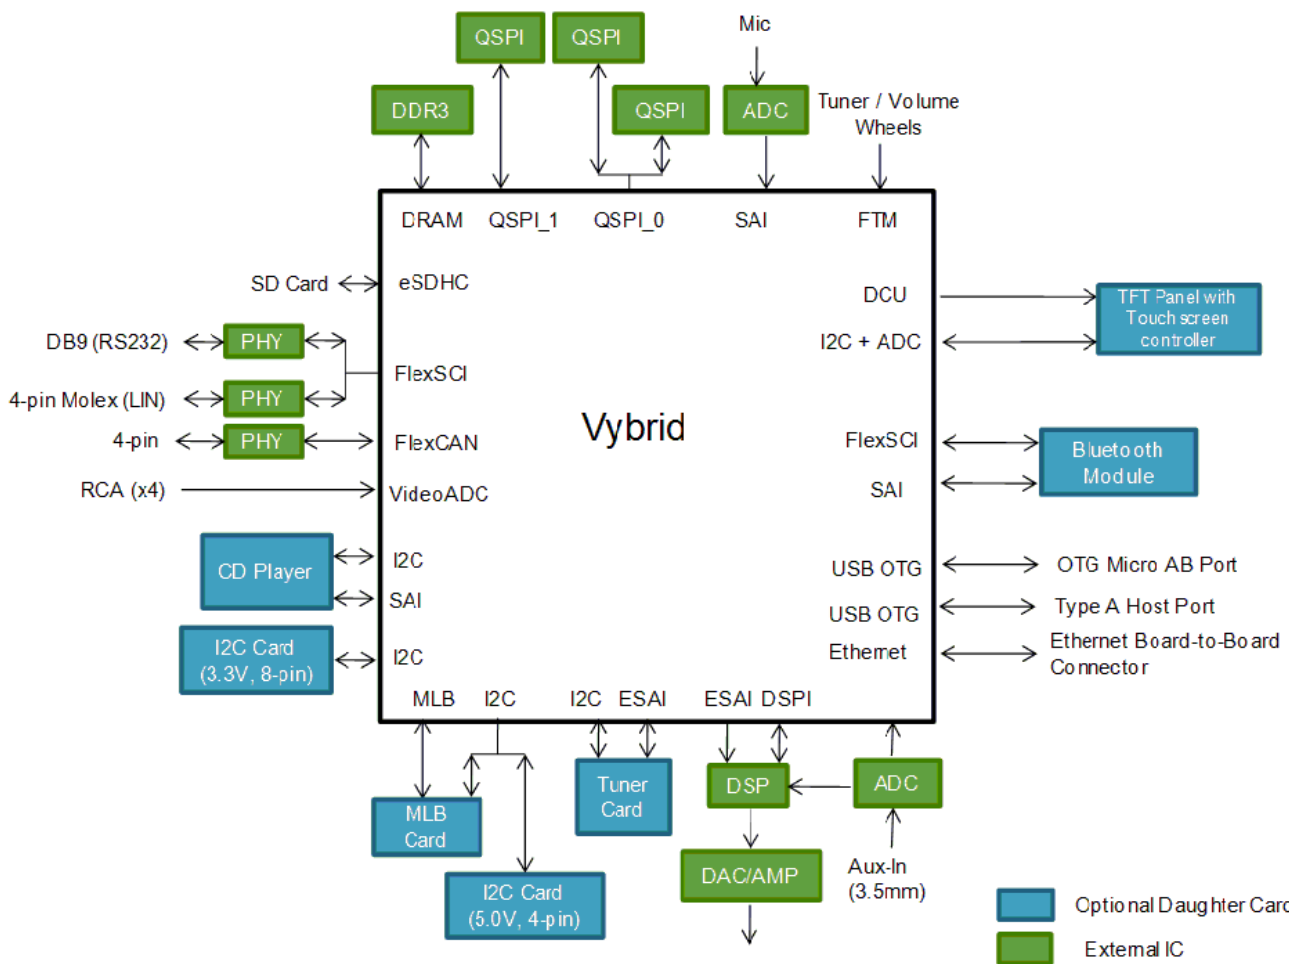 QSPI
QSPI
Mic
DDR3
QSPI
ADC
Tuner / Volume
Wheels
DRAM
QSPI_1
QSPI_0
SAI
FTM
SD Card
eSDHC
DCU
TFT Panel with
Touchscreen
controller
DB9 (RS232)
PHY
I2C + ADC
FlexSCI
4-pin Molex (LIN)
PHY
Vybrid
4-pin
PHY
FlexCAN
FlexSCI
Bluetooth
Module
RCA (x4)
VideoADC
SAI
CD Player
I2C
SAI
USB OTG
OTG Micro AB Port
USB OTG
Type A Host Port
I2C Card
(3.3V, 8-pin)
I2C
Ethernet
Ethernet Board-to-Board
Connector
MLB
I2C
I2C
ESAI
ESAI
DSPI
Tuner
Card
DSP
ADC
MLB
Card
DAC/AMP
Aux-In
(3.5mm)
I2C Card
(5.0V, 4-pin)
Optional Daughter Card
External IC